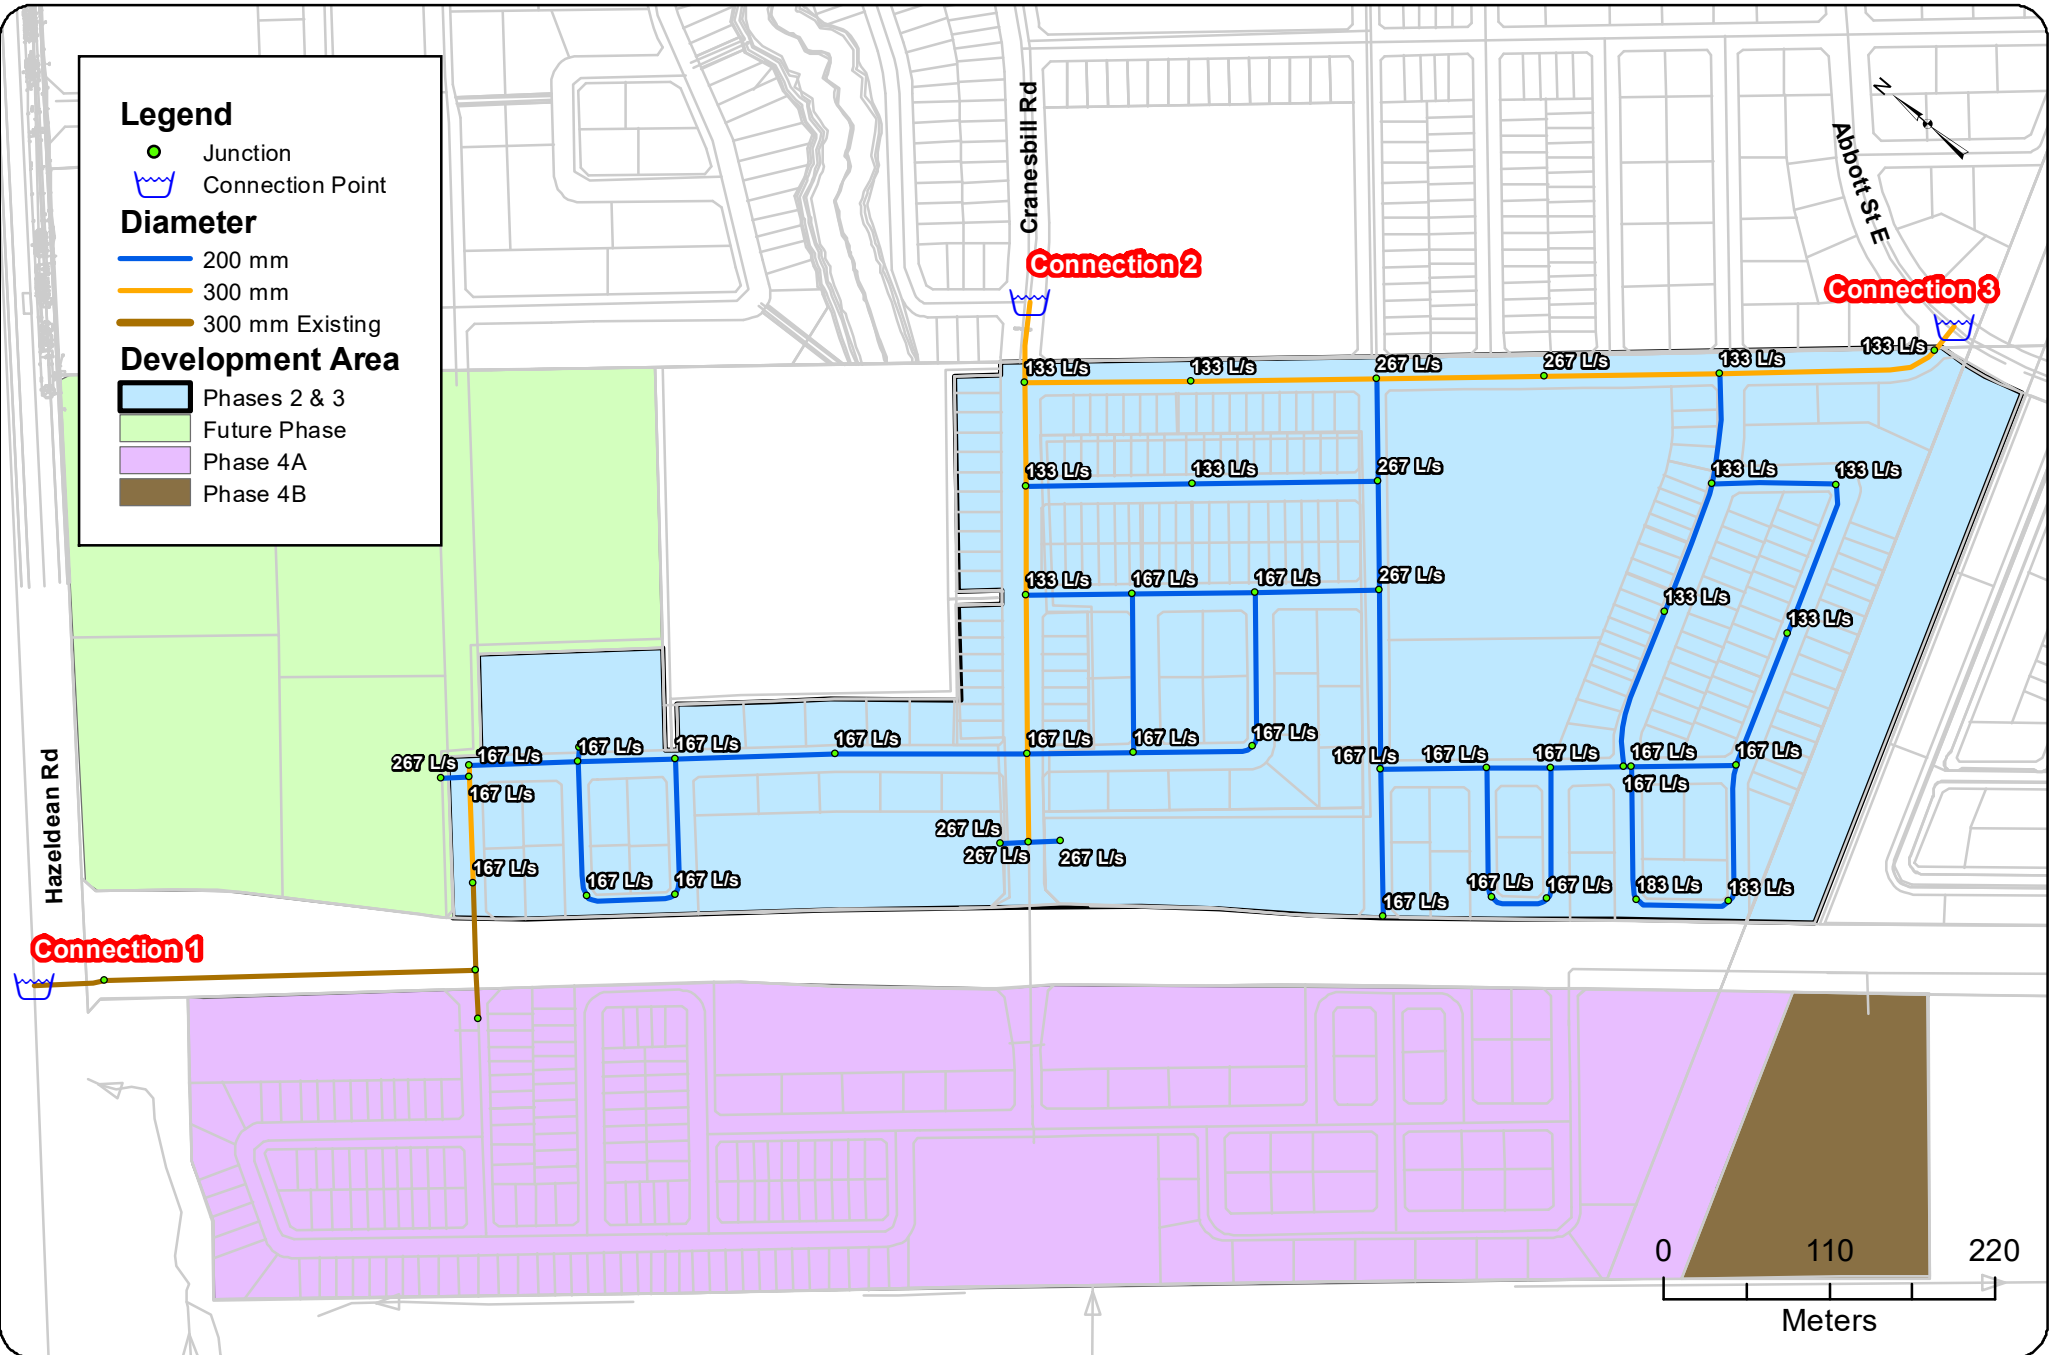 Legend
Junction
Connection Point
Diameter
200 mm
300 mm
300 mm Existing
Development Area
Phases 2 & 3
Future Phase
Phase 4A
Phase 4B
Cranesbill Rd
Abbott St E
N
Connection 2
Connection 3
133 L/s
133 L/s
133 L/s
267 L/s
267 L/s
133 L/s
133 L/s
133 L/s
267 L/s
133 L/s
133 L/s
133 L/s
167 L/s
167 L/s
267 L/s
133 L/s
133 L/s
267 L/s
167 L/s
167 L/s
167 L/s
167 L/s
167 L/s
167 L/s
167 L/s
167 L/s
167 L/s
167 L/s
167 L/s
167 L/s
167 L/s
167 L/s
267 L/s
267 L/s
267 L/s
167 L/s
167 L/s
167 L/s
167 L/s
167 L/s
183 L/s
183 L/s
167 L/s
Hazeldean Rd
Connection 1
0 110 220
Meters